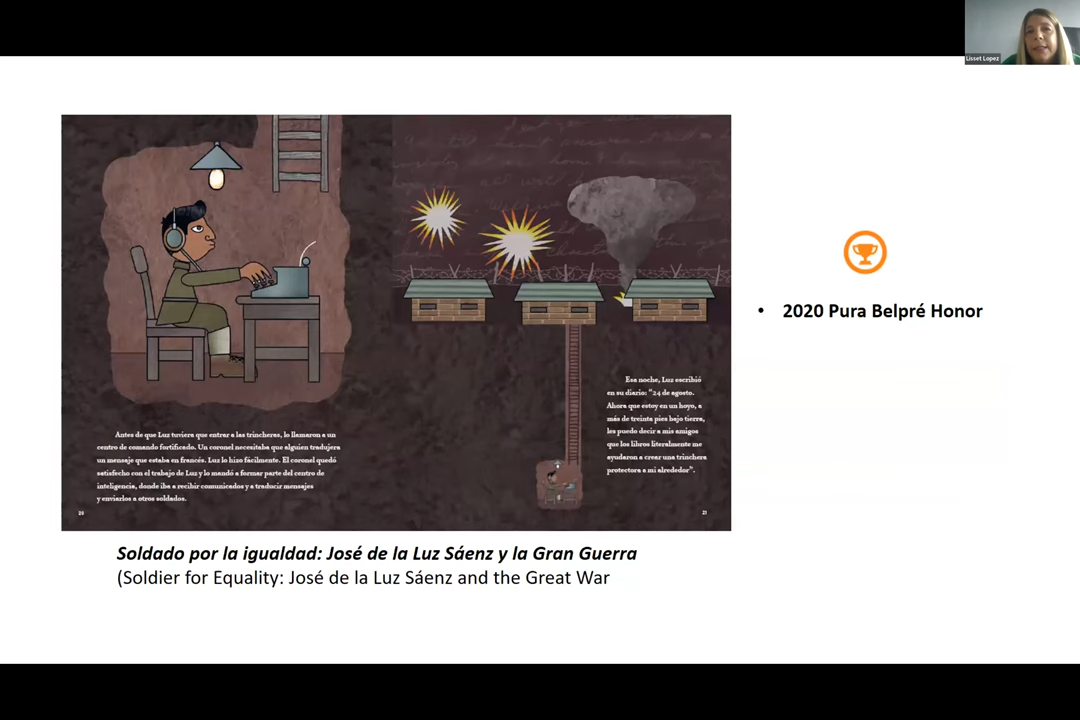 Lisset Lopez
Antes de que Luz tuviera que entrar a las trincheras, lo llamaron a un
centro de comando fortificado. Un coronel necesitaba que alguien tradujera
un mensaje que estaba en francés. Luz lo hizo fácilmente. El coronel quedó
satisfecho con el trabajo de Luz y lo mandó a formar parte del centro de
inteligencia, donde iba a recibir comunicados y a traducir mensajes
y enviarlos a otros soldados.
20
Esa noche, Luz escribió
en su diario: “24 de agosto.
Ahora que estoy en un hoyo, a
más de treinta pies bajo tierra,
les puedo decir a mis amigos
que los libros literalmente me
ayudaron a crear una trinchera
protectora a mi alrededor”.
21
• 2020 Pura Belpré Honor
Soldado por la igualdad: José de la Luz Sáenz y la Gran Guerra
(Soldier for Equality: José de la Luz Sáenz and the Great War